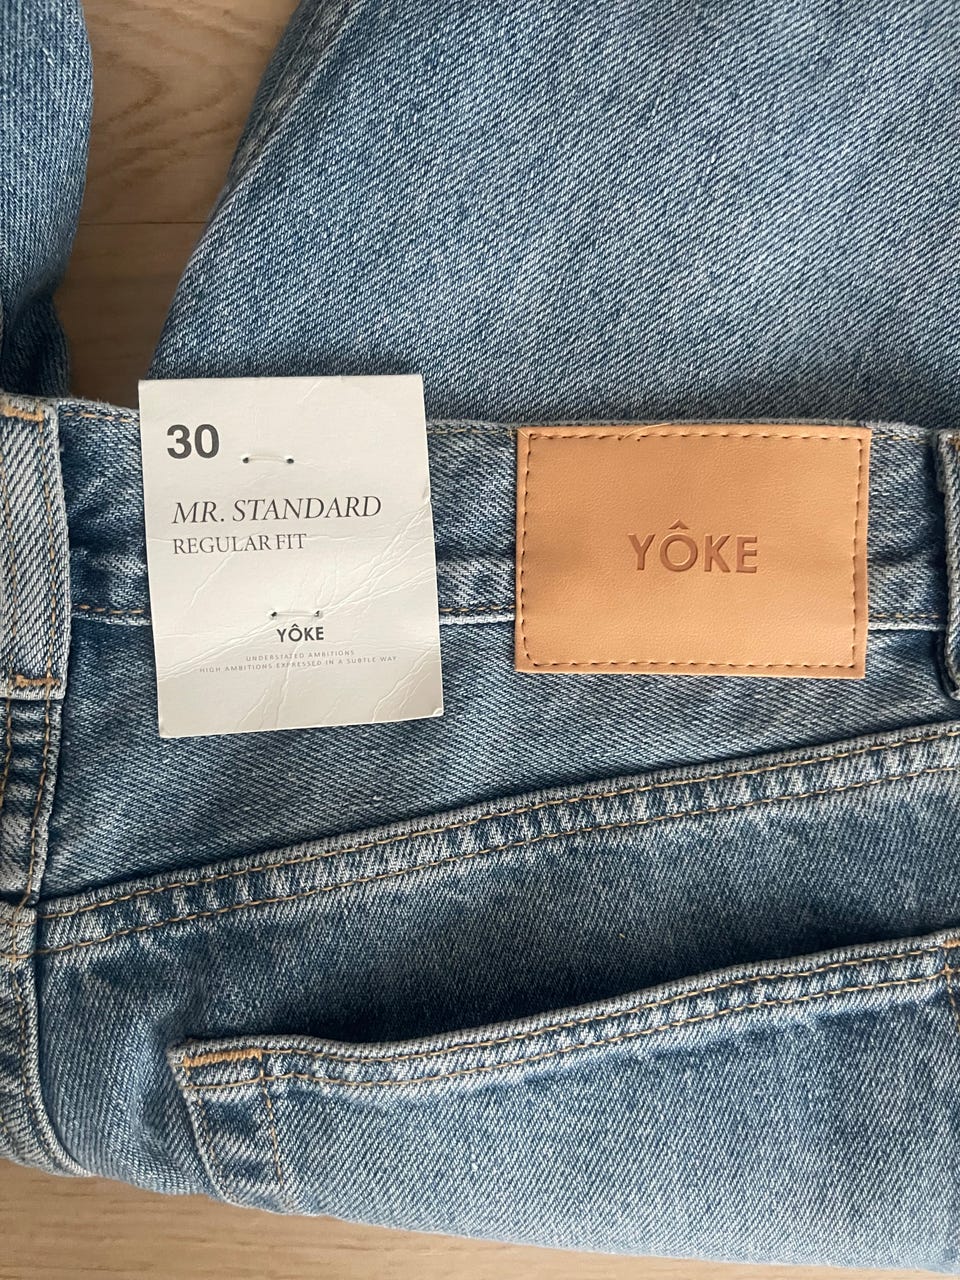 30
MR. STANDARD
REGULAR FIT
YÔKE
UNDERSTATED AMBITIONS
HIGH AMBITIONS EXPRESSED IN A SUBTLE WAY
YÔKE